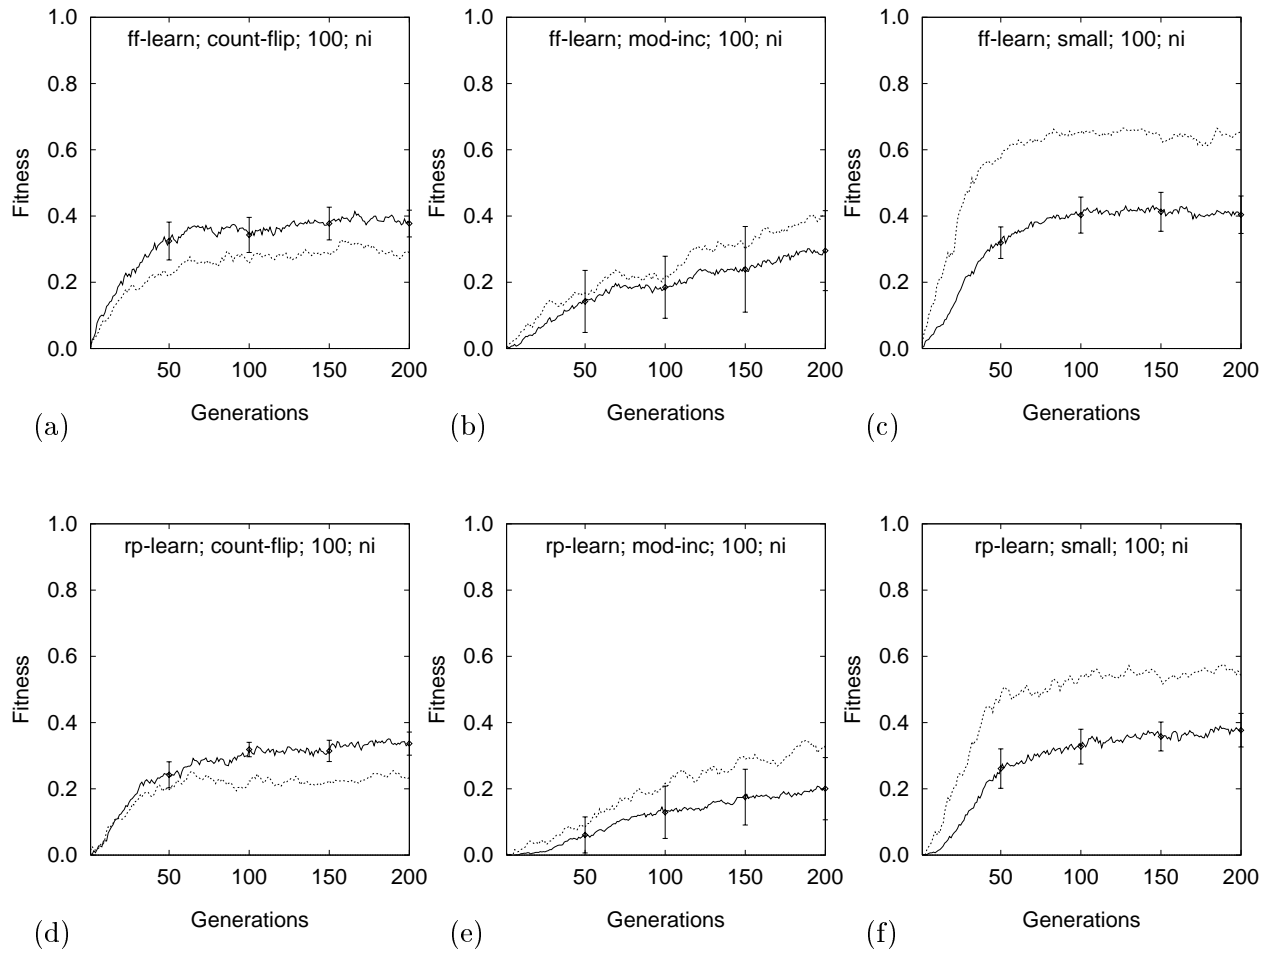 ff-learn; count-flip; 100; ni
1.0
0.8
0.6
0.4
0.2
0.0
Fitness
50 100 150 200
Generations
(a)
ff-learn; mod-inc; 100; ni
1.0
0.8
0.6
0.4
0.2
0.0
Fitness
50 100 150 200
Generations
(b)
ff-learn; small; 100; ni
1.0
0.8
0.6
0.4
0.2
0.0
Fitness
50 100 150 200
Generations
(c)
rp-learn; count-flip; 100; ni
1.0
0.8
0.6
0.4
0.2
0.0
Fitness
50 100 150 200
Generations
(d)
rp-learn; mod-inc; 100; ni
1.0
0.8
0.6
0.4
0.2
0.0
Fitness
50 100 150 200
Generations
(e)
rp-learn; small; 100; ni
1.0
0.8
0.6
0.4
0.2
0.0
Fitness
50 100 150 200
Generations
(f)